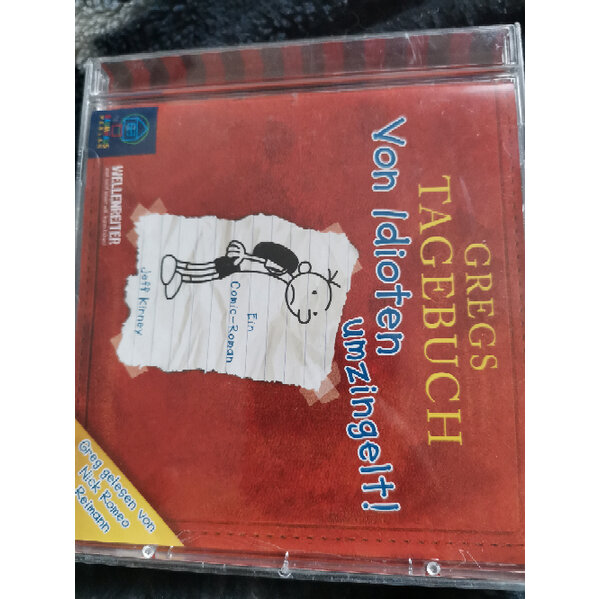 GREGS
TAGEBUCH
Von Idioten
umzingelt!
Ein
Comic-Roman
Jeff Kinney
WELLENREITER
Greg gelesen von
Nick Romeo
Reimann